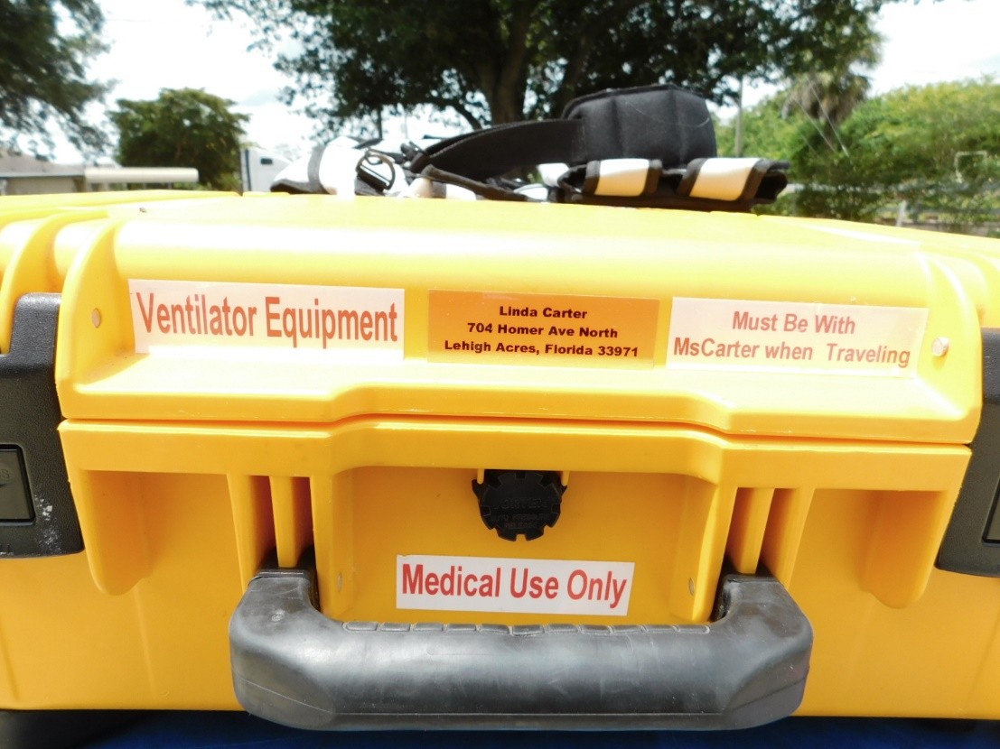 Ventilator Equipment
Linda Carter
704 Homer Ave North
Lehigh Acres, Florida 33971
Must Be With
MsCarter when Traveling
Medical Use Only